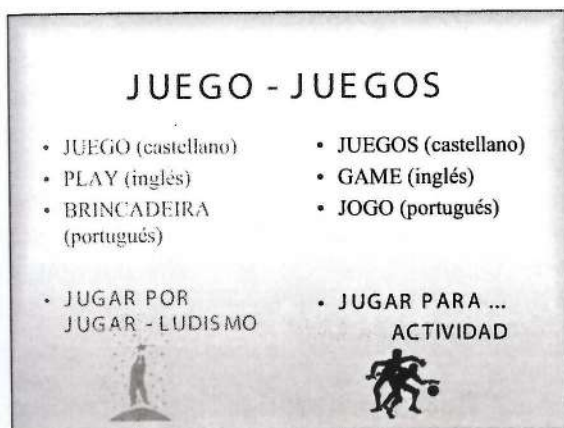 JUEGO - JUEGOS
• JUEGO (castellano)
• PLAY (inglés)
• BRINCADEIRA
(portugués)
• JUGAR POR
JUGAR - LUDISMO
• JUEGOS (castellano)
• GAME (inglés)
• JOGO (portugués)
• JUGAR PARA ...
ACTIVIDAD